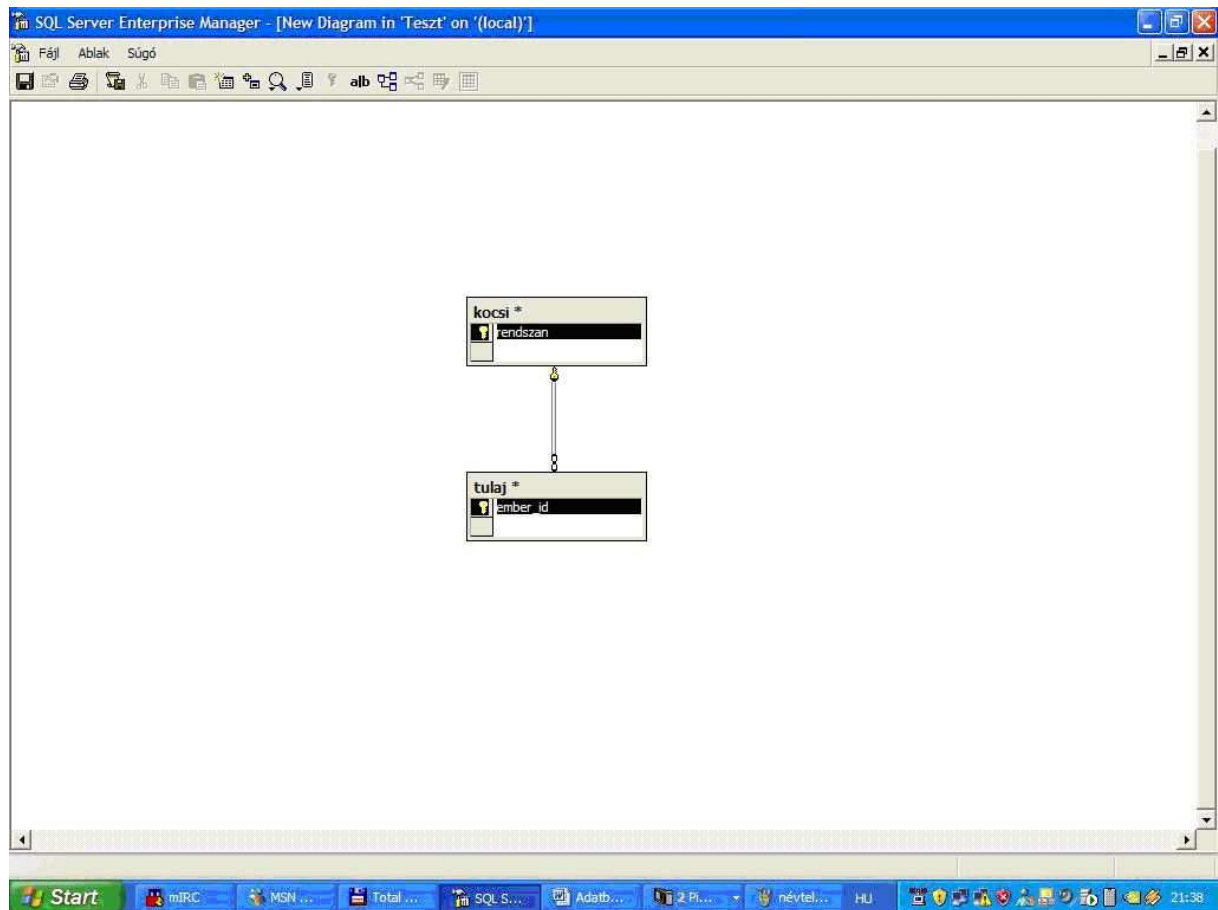 SQL Server Enterprise Manager - [New Diagram in 'Teszt' on '(local)']
Fájl Ablak Súgó
ab
kocsi *
rendszan
tulaj *
ember_id
Start mIRC MSN ... Total ... SQL S... Adatb... 2 Pi... névtel... HU 21:38